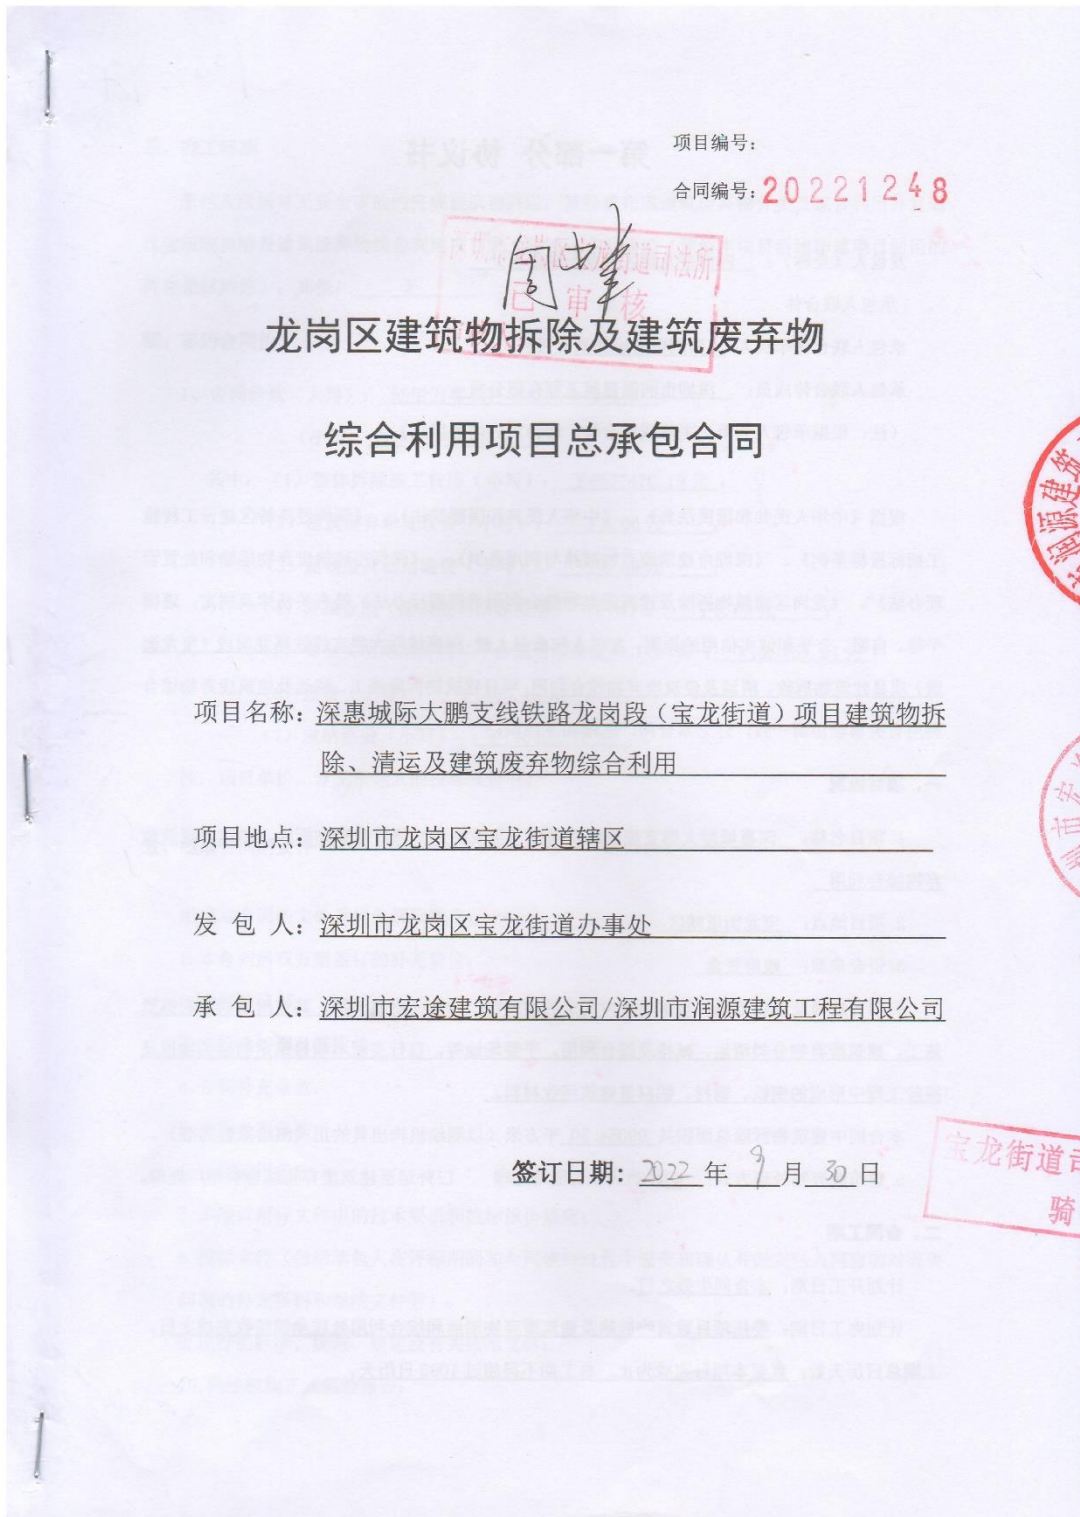 项目编号：
合同编号：20221248
街道司法所
已审核
龙岗区建筑物拆除及建筑废弃物
综合利用项目总承包合同
润源建筑
项目名称：深惠城际大鹏支线铁路龙岗段（宝龙街道）项目建筑物拆
除、清运及建筑废弃物综合利用
项目地点：深圳市龙岗区宝龙街道辖区
发 包 人：深圳市龙岗区宝龙街道办事处
承 包 人：深圳市宏途建筑有限公司/深圳市润源建筑工程有限公司
宝龙街道司
骑
签订日期：2022 年 9 月 30 日